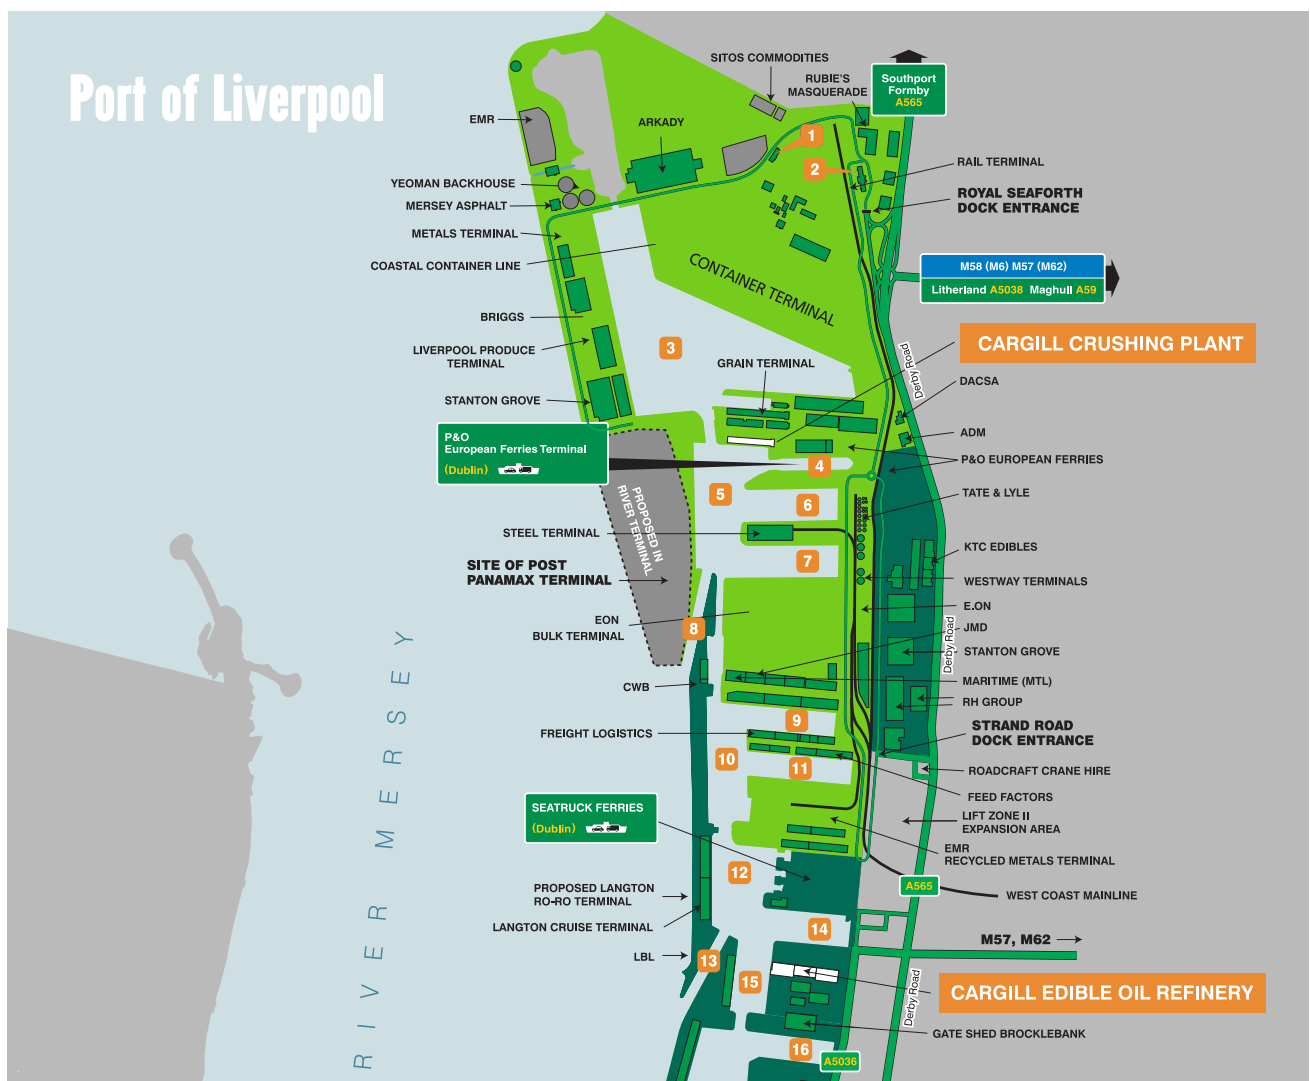 Port of Liverpool
SITOS COMMODITIES
RUBIE'S
MASQUERADE
Southport
Formby
A565
EMR
ARKADY
1
2
RAIL TERMINAL
YEOMAN BACKHOUSE
MERSEY ASPHALT
ROYAL SEAFORTH
DOCK ENTRANCE
METALS TERMINAL
COASTAL CONTAINER LINE
CONTAINER TERMINAL
M58 (M6) M57 (M62)
Litherland A5038 Maghull A59
BRIGGS
LIVERPOOL PRODUCE
TERMINAL
3
GRAIN TERMINAL
Derby Road
CARGILL CRUSHING PLANT
DACSA
STANTON GROVE
ADM
P&O
European Ferries Terminal
(Dublin)
4
P&O EUROPEAN FERRIES
5
6
TATE & LYLE
PROPOSED IN
RIVER TERMINAL
STEEL TERMINAL
7
KTC EDIBLES
SITE OF POST
PANAMAX TERMINAL
WESTWAY TERMINALS
E.ON
EON
BULK TERMINAL
8
JMD
Derby Road
STANTON GROVE
CWB
MARITIME (MTL)
RH GROUP
9
FREIGHT LOGISTICS
STRAND ROAD
DOCK ENTRANCE
10
11
ROADCRAFT CRANE HIRE
FEED FACTORS
SEATRUCK FERRIES
(Dublin)
LIFT ZONE II
EXPANSION AREA
EMR
RECYCLED METALS TERMINAL
12
A565
WEST COAST MAINLINE
PROPOSED LANGTON
RO-RO TERMINAL
LANGTON CRUISE TERMINAL
14
M57, M62
LBL
13
15
Derby Road
CARGILL EDIBLE OIL REFINERY
GATE SHED BROCKLEBANK
16
A5036
RIVER MERSEY